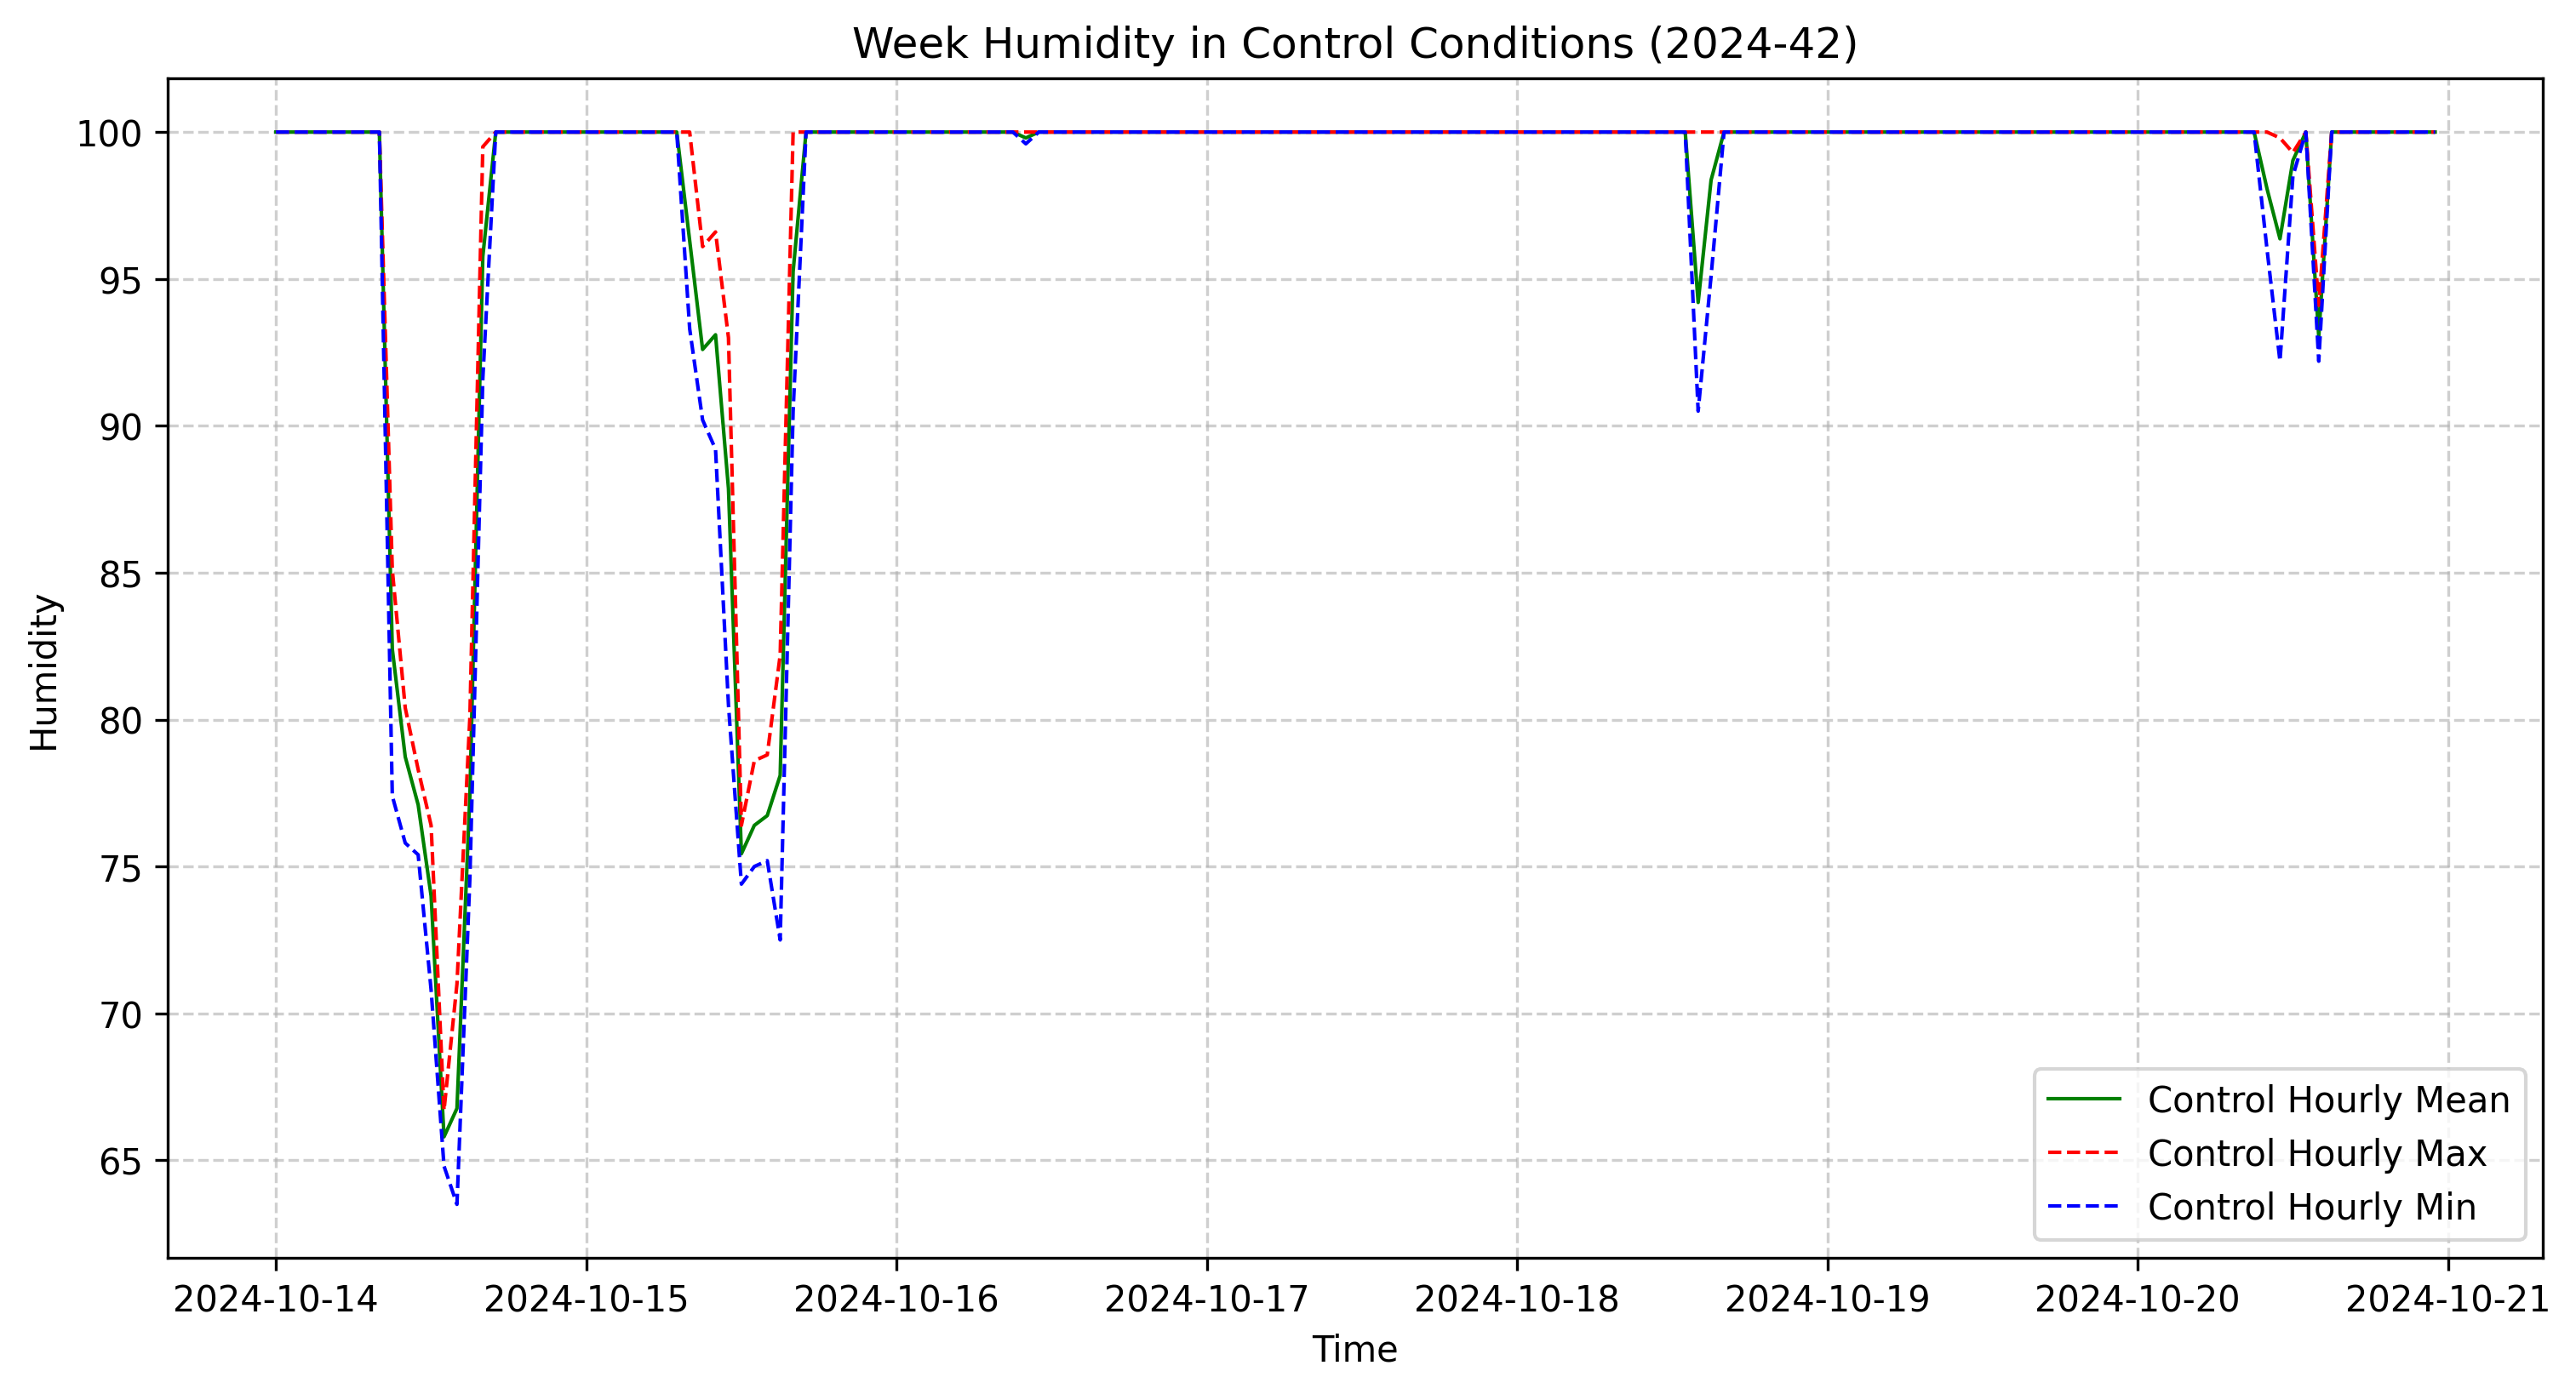 Week Humidity in Control Conditions (2024-42)
100
95
90
85
80
75
70
65
Humidity
Control Hourly Mean
Control Hourly Max
Control Hourly Min
2024-10-14 2024-10-15 2024-10-16 2024-10-17 2024-10-18 2024-10-19 2024-10-20 2024-10-21
Time